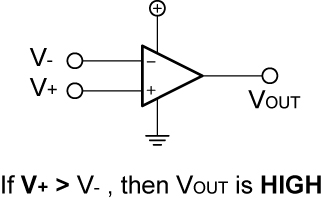 V-
V+
−
+
+
VOUT
If V+ > V- , then VOUT is HIGH